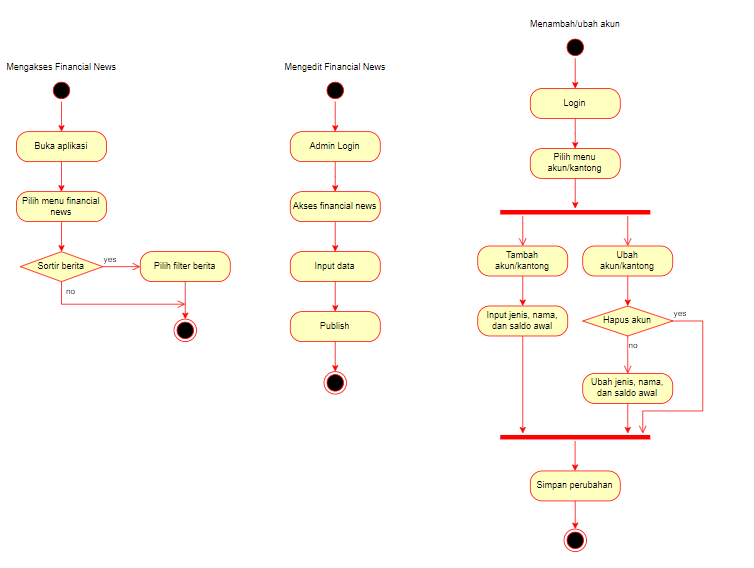 Mengakses Financial News
Buka aplikasi
Pilih menu financial
news
Sortir berita
yes
Pilih filter berita
no
Mengedit Financial News
Admin Login
Akses financial news
Input data
Publish
Menambah/ubah akun
Login
Pilih menu
akun/kantong
Tambah
akun/kantong
Input jenis, nama,
dan saldo awal
Ubah
akun/kantong
Hapus akun
yes
no
Ubah jenis, nama,
dan saldo awal
Simpan perubahan